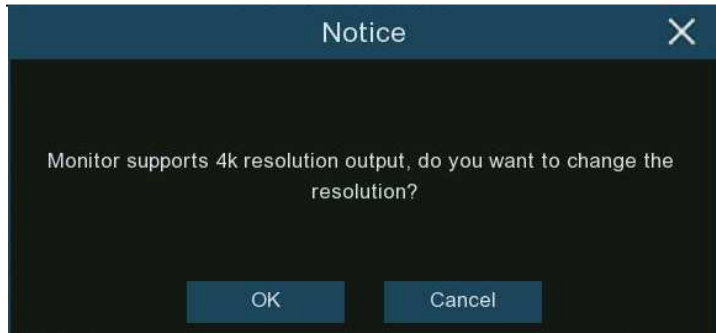 Notice
Monitor supports 4k resolution output, do you want to change the
resolution?
OK Cancel